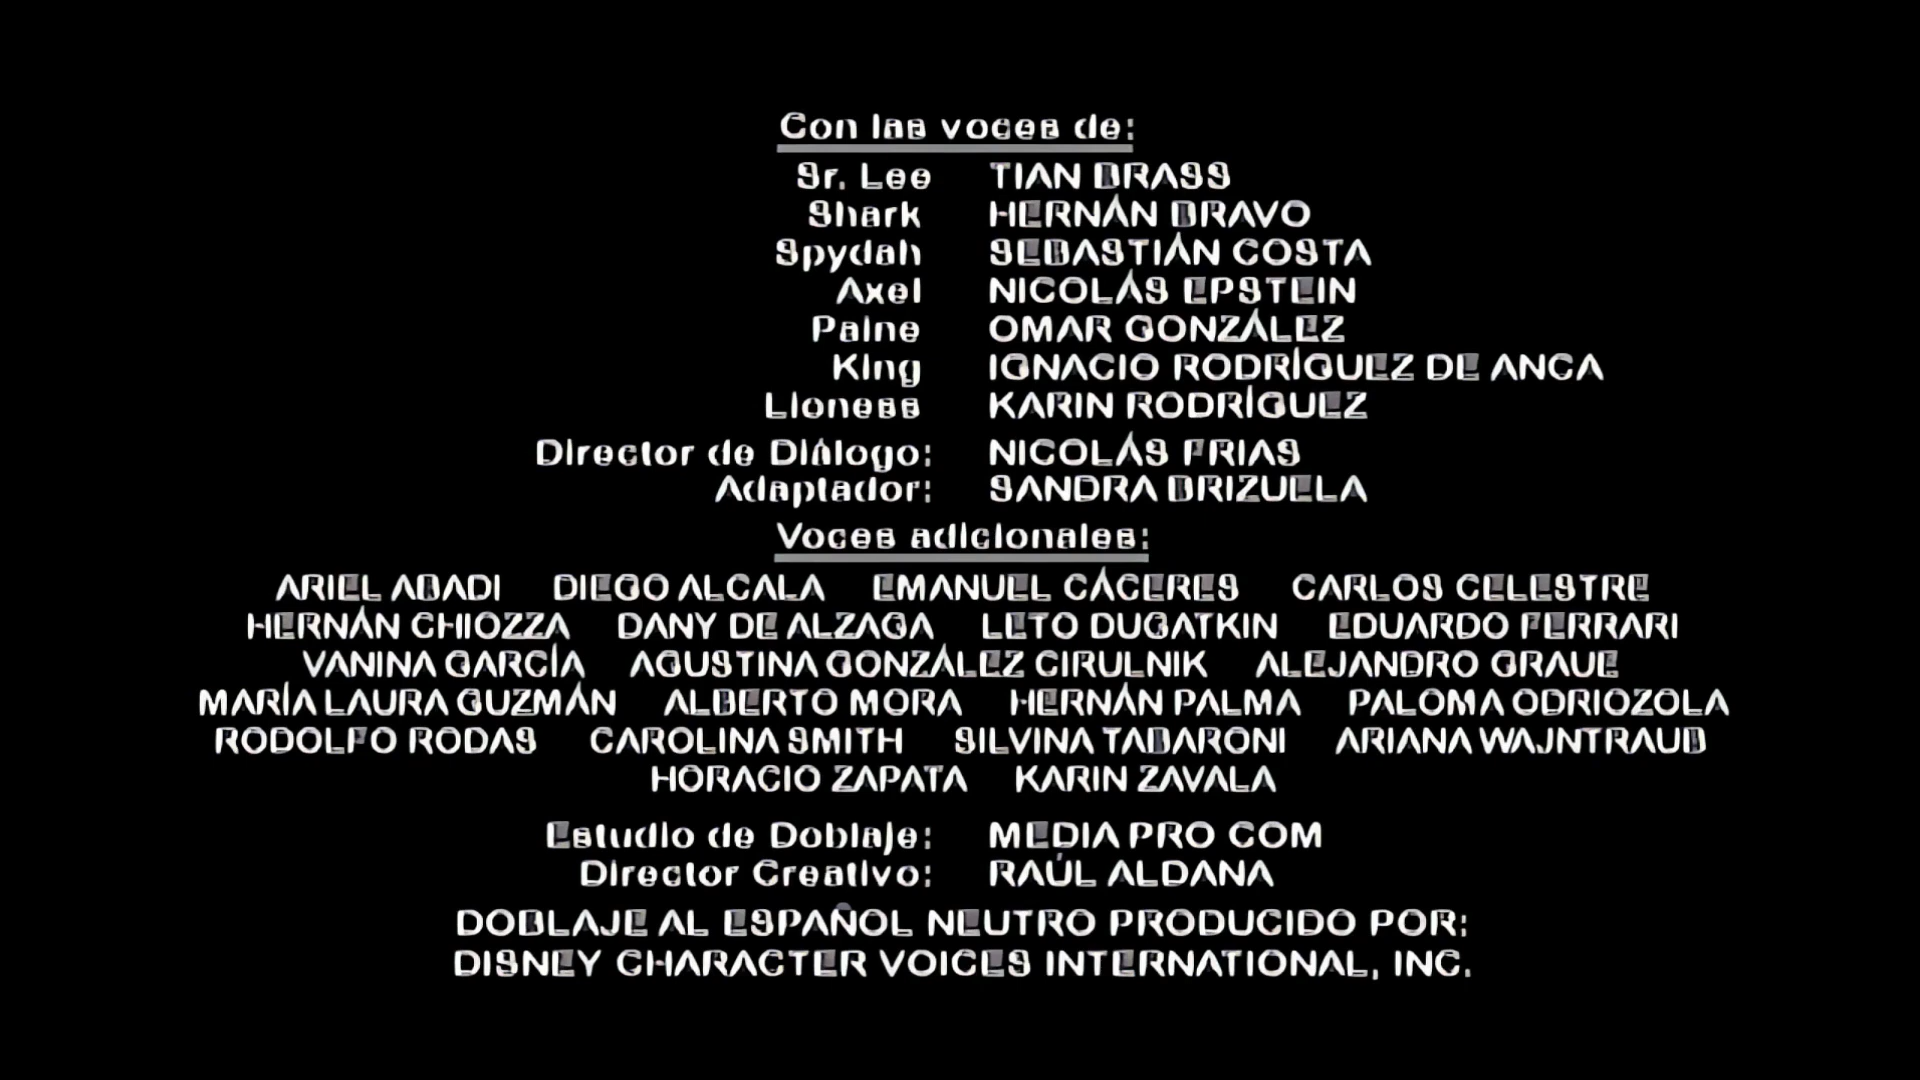 Con las voces de:
Sr. Lee TIAN BRASS
Shark HERNÁN BRAVO
Spydah SEBASTIÁN COSTA
Axel NICOLÁS EPSTEIN
Paine OMAR GONZÁLEZ
King IGNACIO RODRÍGUEZ DE ANCA
Lioness KARIN RODRÍGUEZ
Director de Diálogo: NICOLÁS FRIAS
Adaptador: SANDRA BRIZUELA
Voces adicionales:
ARIEL ABADI DIEGO ALCALA EMANUEL CÁCERES CARLOS CELESTRE
HERNÁN CHIOZZA DANY DE ALZAGA LETO DUGATKIN EDUARDO FERRARI
VANINA GARCÍA AGUSTINA GONZÁLEZ CIRULNIK ALEJANDRO GRAUE
MARÍA LAURA GUZMÁN ALBERTO MORA HERNÁN PALMA PALOMA ODRIOZOLA
RODOLFO RODAS CAROLINA SMITH SILVINA TABARONI ARIANA WAJNTRAUB
HORACIO ZAPATA KARIN ZAVALA
Estudio de Doblaje: MEDIA PRO COM
Director Creativo: RAÚL ALDANA
DOBLAJE AL ESPAÑOL NEUTRO PRODUCIDO POR:
DISNEY CHARACTER VOICES INTERNATIONAL, INC.